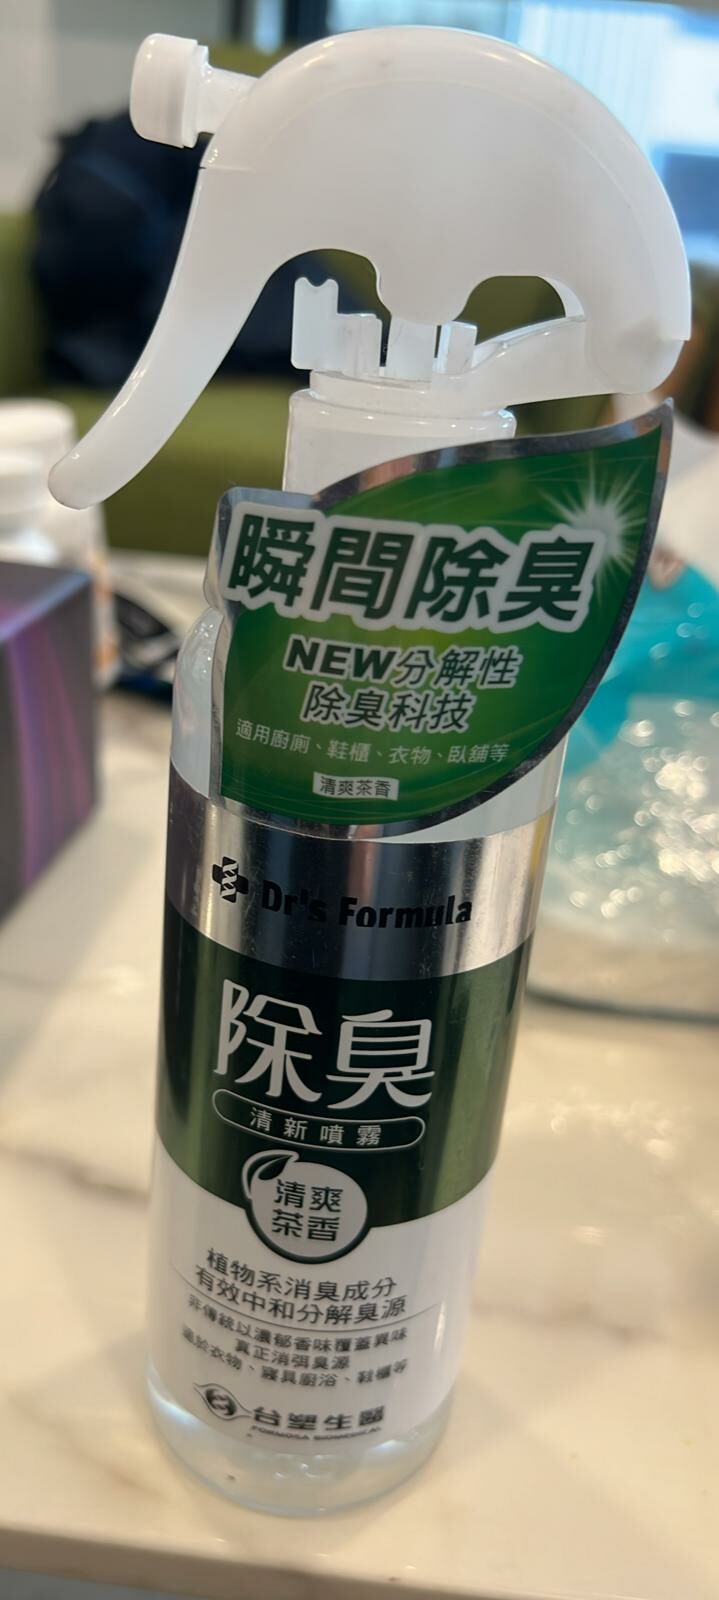 瞬間除臭
NEW分解性
除臭科技
適用廚廁、鞋櫃、衣物、臥舖等
清爽茶香
Dr's Formula
除臭
清新噴霧
清爽
茶香
植物系消臭成分
有效中和分解臭源
非傳統以濃郁香味覆蓋異味
真正消弭臭源
適於衣物、寢具廚浴、鞋櫃等
台塑生醫
FORMOSA BIOMEDICAL